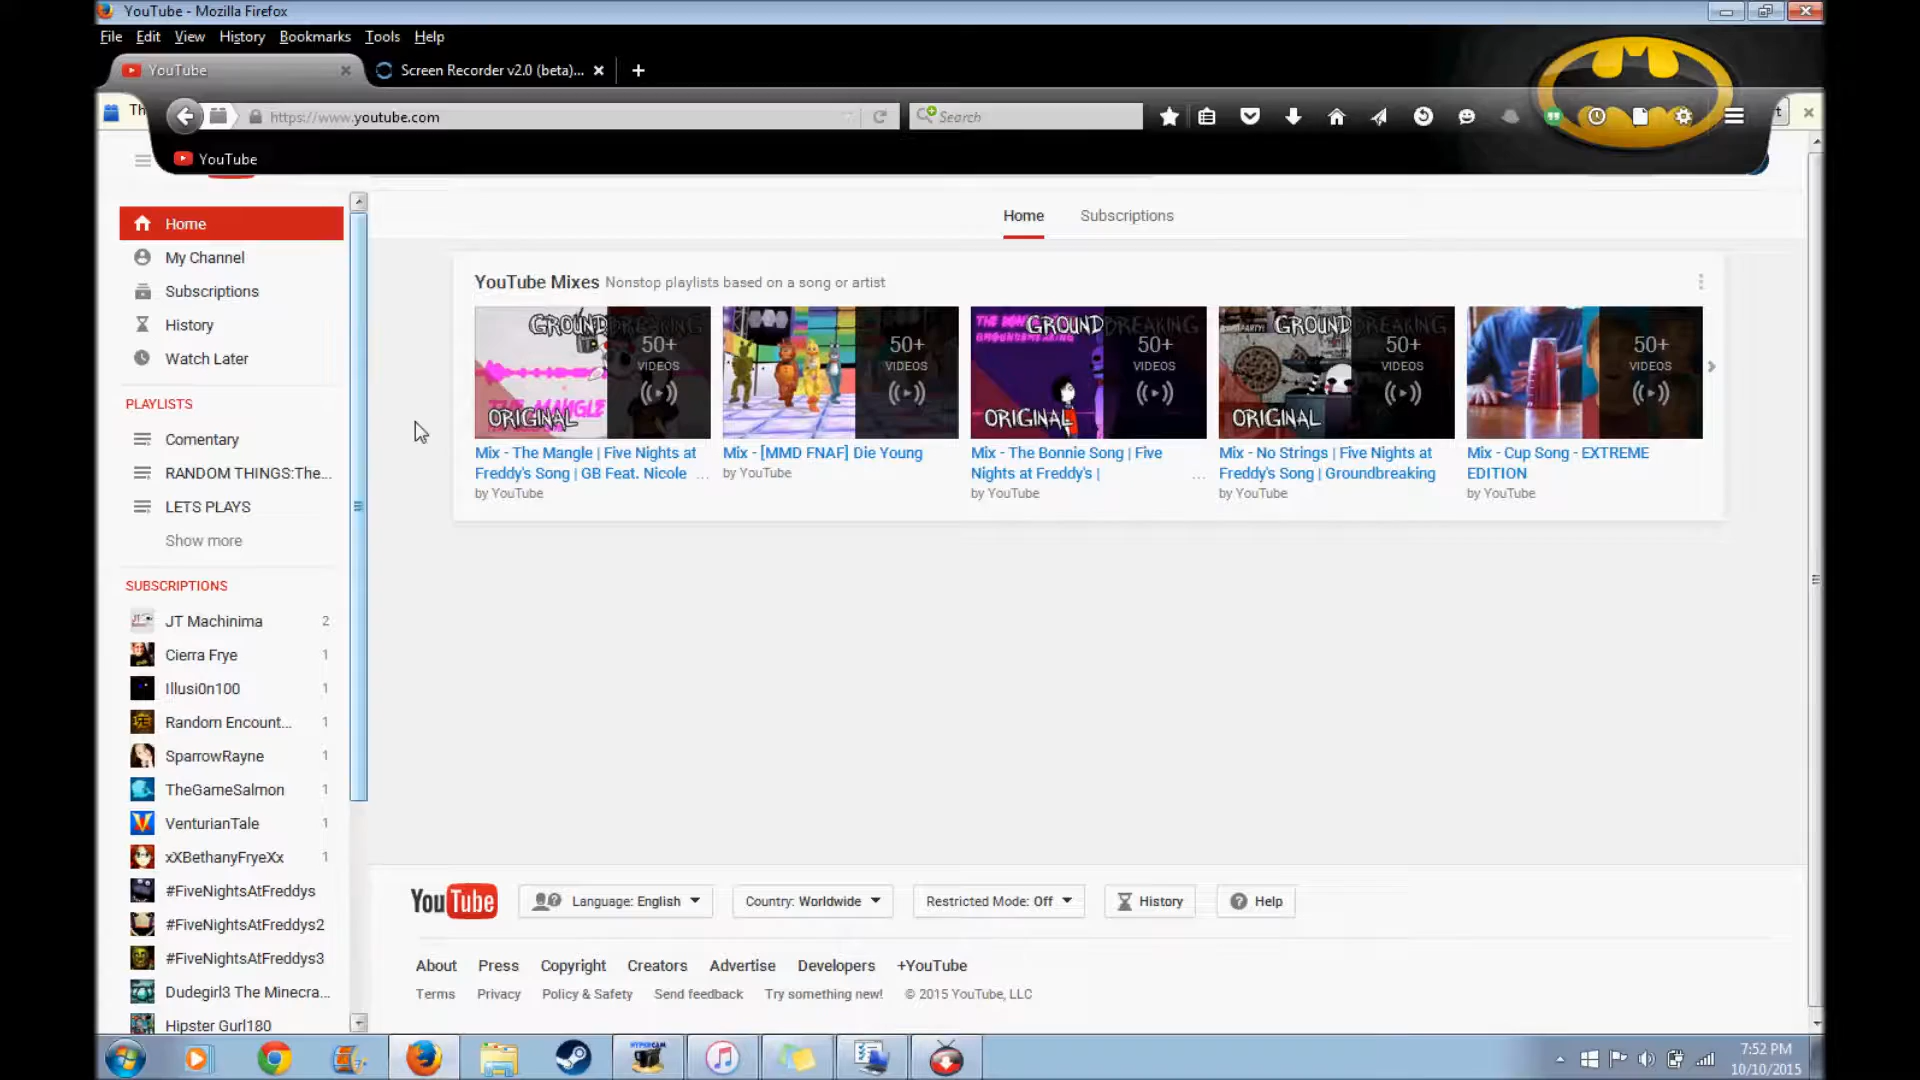 YouTube - Mozilla Firefox
File Edit View History Bookmarks Tools Help
YouTube
Screen Recorder v2.0 (beta)...
Th
https://www.youtube.com
Search
t
YouTube
Home
My Channel
Subscriptions
History
Watch Later
PLAYLISTS
Comentary
RANDOM THINGS:The...
LETS PLAYS
Show more
SUBSCRIPTIONS
JT Machinima 2
Cierra Frye 1
Illusi0n100 1
Random Encount... 1
SparrowRayne 1
TheGameSalmon 1
VenturianTale 1
xXBethanyFryeXx 1
#FiveNightsAtFreddys
#FiveNightsAtFreddys2
#FiveNightsAtFreddys3
Dudegirl3 The Minecra...
Hipster Gurl180
Home Subscriptions
YouTube Mixes Nonstop playlists based on a song or artist
GROUNDBREAKING
50+
VIDEOS
THE MANGLE
ORIGINAL
Mix - The Mangle | Five Nights at
Freddy's Song | GB Feat. Nicole ...
by YouTube
50+
VIDEOS
Mix - [MMD FNAF] Die Young
by YouTube
GROUNDBREAKING
50+
VIDEOS
ORIGINAL
Mix - The Bonnie Song | Five
Nights at Freddy's | ...
by YouTube
GROUNDBREAKING
50+
VIDEOS
ORIGINAL
Mix - No Strings | Five Nights at
Freddy's Song | Groundbreaking
by YouTube
50+
VIDEOS
Mix - Cup Song - EXTREME
EDITION
by YouTube
YouTube
Language: English
Country: Worldwide
Restricted Mode: Off
History
Help
About Press Copyright Creators Advertise Developers +YouTube
Terms Privacy Policy & Safety Send feedback Try something new! © 2015 YouTube, LLC
HYPERCAM
7:52 PM
10/10/2015